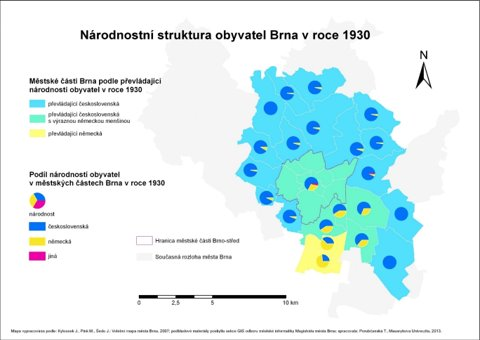 Národnostní struktura obyvatel Brna v roce 1930
N
Městské části Brna podle převládající
národnosti obyvatel v roce 1930
převládající československá
převládající československá
s výraznou německou menšinou
převládající německá
Podíl národností obyvatel
v městských částech Brna v roce 1930
národnost
československá
německá
jiná
Hranice městské části Brno-střed
Současná rozloha města Brna
0 2,5 5 10 km